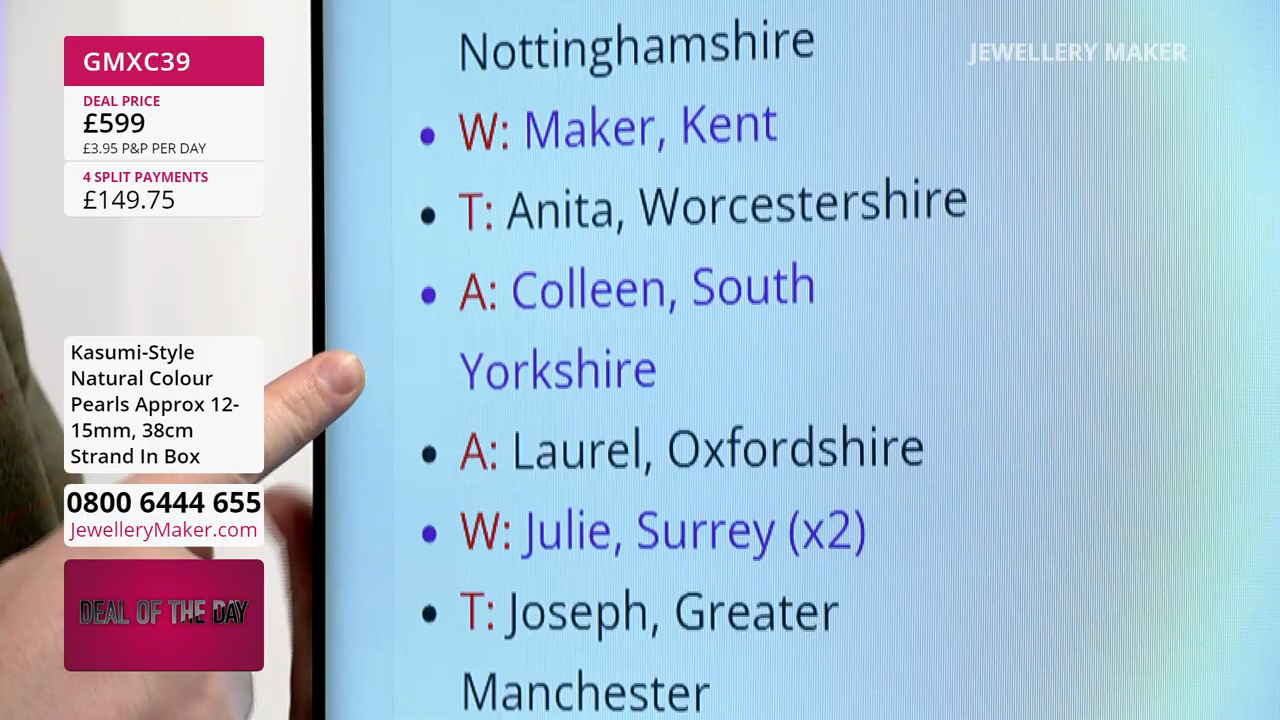 GMXC39
DEAL PRICE
£599
£3.95 P&P PER DAY
4 SPLIT PAYMENTS
£149.75
Kasumi-Style
Natural Colour
Pearls Approx 12-
15mm, 38cm
Strand In Box
0800 6444 655
JewelleryMaker.com
DEAL OF THE DAY
JEWELLERY MAKER
Nottinghamshire
• W: Maker, Kent
• T: Anita, Worcestershire
• A: Colleen, South
Yorkshire
• A: Laurel, Oxfordshire
• W: Julie, Surrey (x2)
• T: Joseph, Greater
Manchester